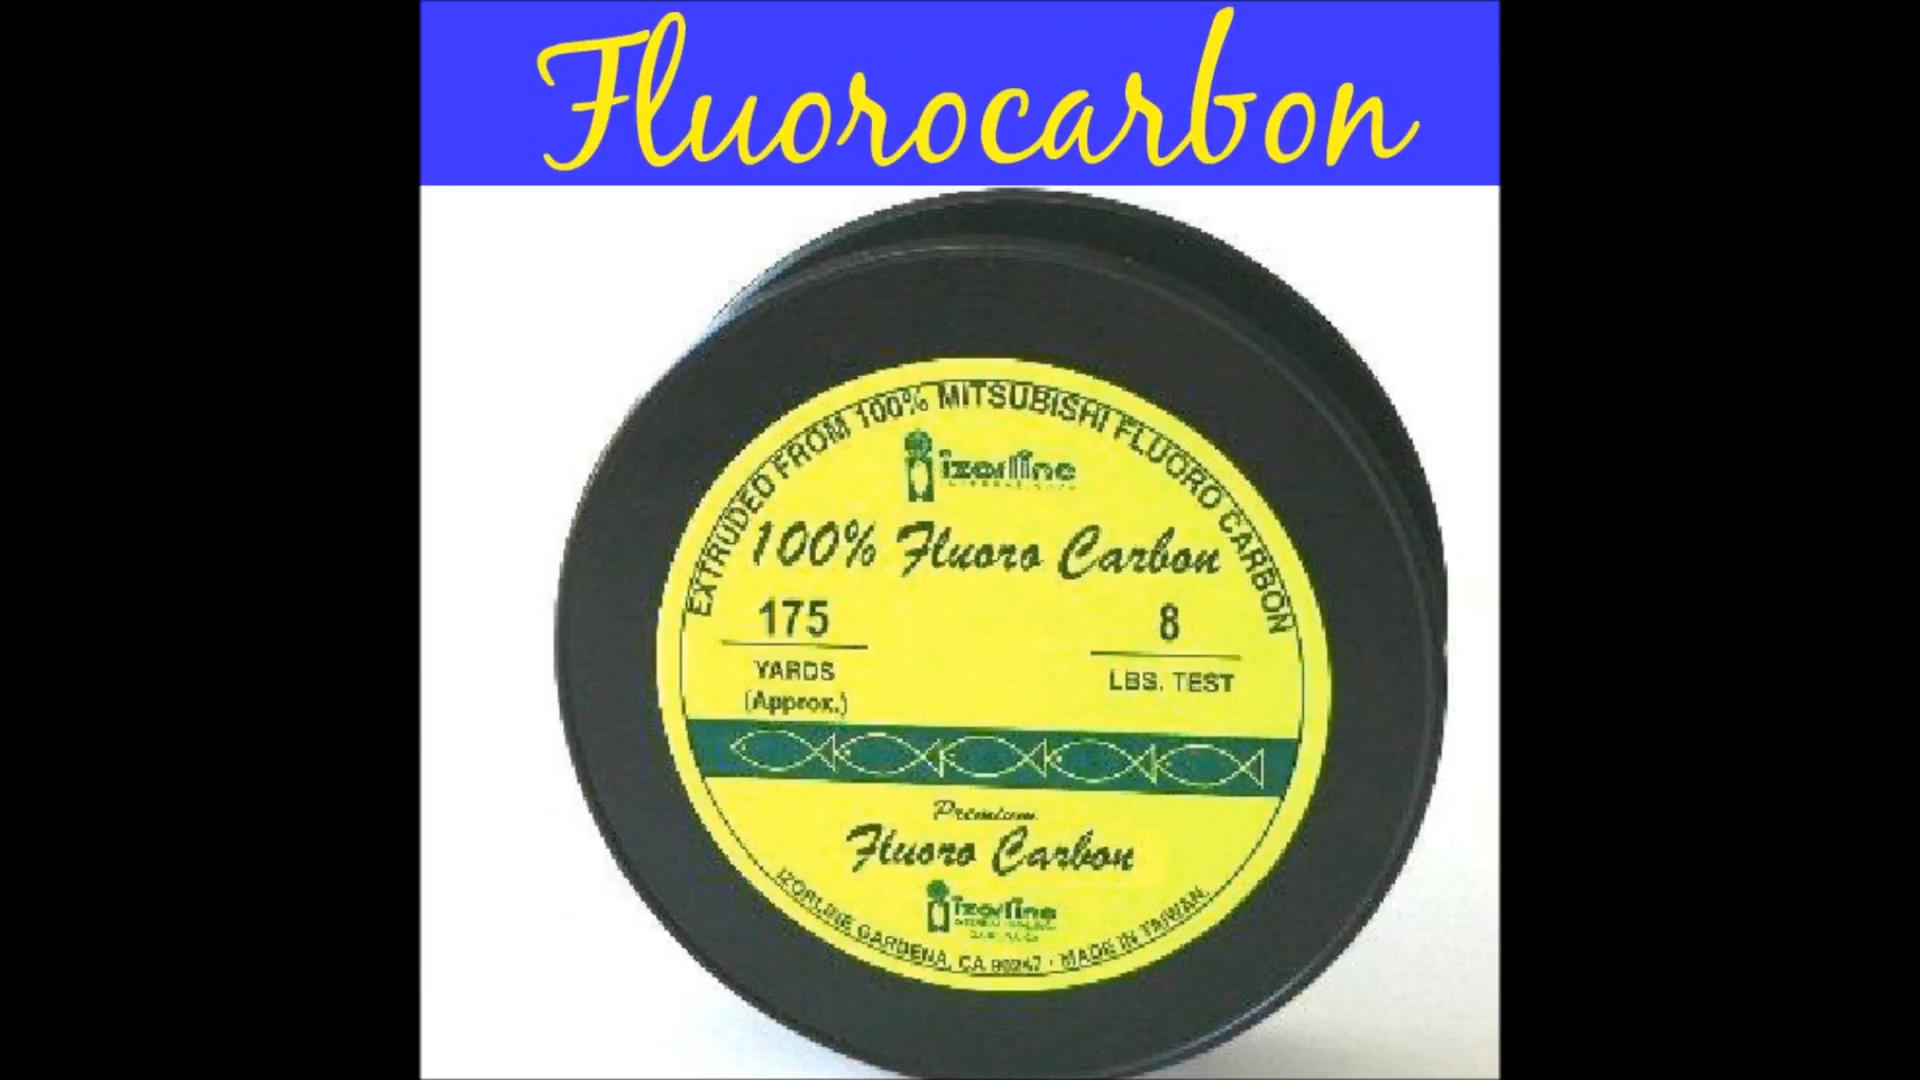 Fluorocarbon
EXTRUDED FROM 100% MITSUBISHI FLUORO CARBON
izorline
100% Fluoro Carbon
175
YARDS
(Approx.)
8
LBS. TEST
Premium
Fluoro Carbon
izorline
IZORLINE GARDENA, CA 90247 · MADE IN TAIWAN